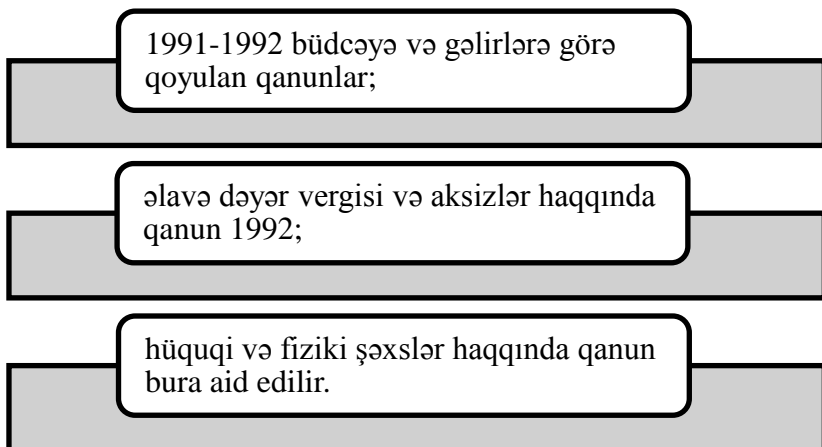 1991-1992 büdcəyə və gəlirlərə görə
qoyulan qanunlar;
əlavə dəyər vergisi və aksizlər haqqında
qanun 1992;
hüquqi və fiziki şəxslər haqqında qanun
bura aid edilir.